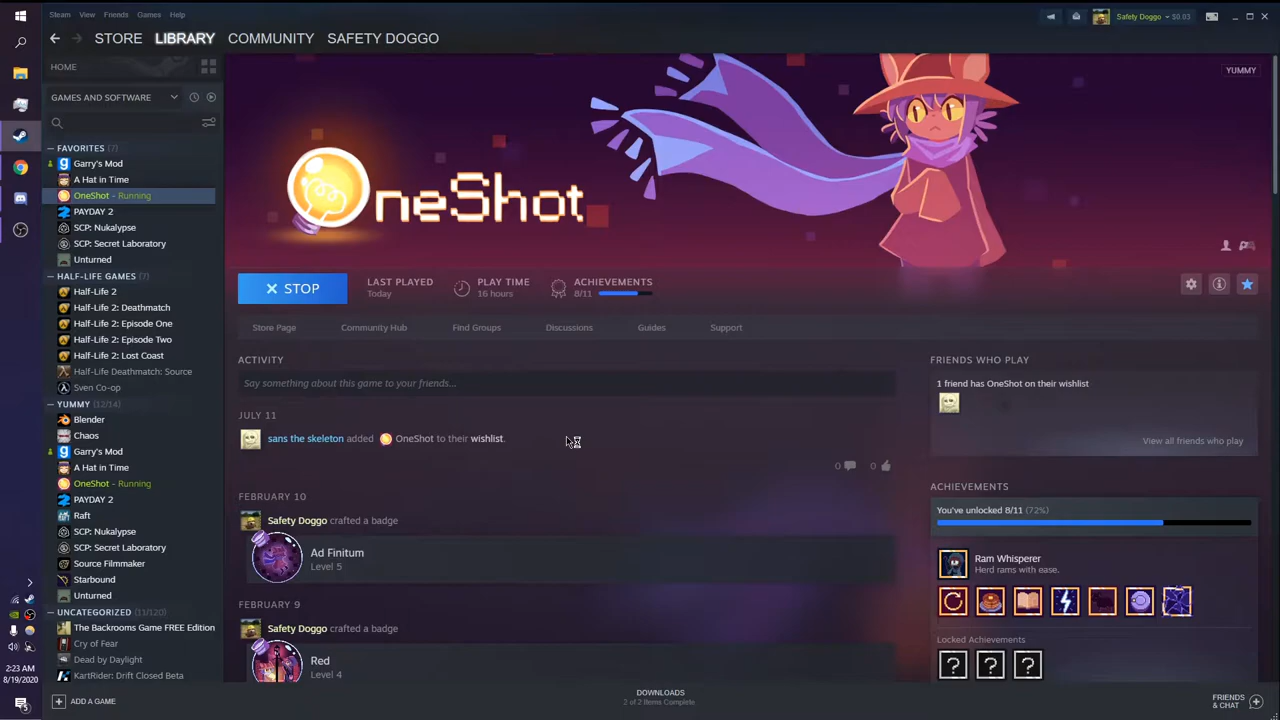 Steam View Friends Games Help
Safety Doggo $0.03
STORE LIBRARY COMMUNITY SAFETY DOGGO
HOME
YUMMY
GAMES AND SOFTWARE
FAVORITES (7)
Garry's Mod
A Hat in Time
OneShot - Running
PAYDAY 2
SCP: Nukalypse
SCP: Secret Laboratory
Unturned
HALF-LIFE GAMES (7)
Half-Life 2
Half-Life 2: Deathmatch
Half-Life 2: Episode One
Half-Life 2: Episode Two
Half-Life 2: Lost Coast
Half-Life Deathmatch: Source
Sven Co-op
YUMMY (12/14)
Blender
Chaos
Garry's Mod
A Hat in Time
OneShot - Running
PAYDAY 2
Raft
SCP: Nukalypse
SCP: Secret Laboratory
Source Filmmaker
Starbound
Unturned
UNCATEGORIZED (11/120)
The Backrooms Game FREE Edition
Cry of Fear
Dead by Daylight
KartRider: Drift Closed Beta
ADD A GAME
2:23 AM
8/19/2020
OneShot
STOP
LAST PLAYED
Today
PLAY TIME
16 hours
ACHIEVEMENTS
8/11
Store Page Community Hub Find Groups Discussions Guides Support
ACTIVITY
Say something about this game to your friends...
JULY 11
sans the skeleton added OneShot to their wishlist.
0 0
FEBRUARY 10
Safety Doggo crafted a badge
Ad Finitum
Level 5
FEBRUARY 9
Safety Doggo crafted a badge
Red
Level 4
FRIENDS WHO PLAY
1 friend has OneShot on their wishlist
View all friends who play
ACHIEVEMENTS
You've unlocked 8/11 (72%)
Ram Whisperer
Herd rams with ease.
Locked Achievements
? ? ?
DOWNLOADS
2 of 2 Items Complete
FRIENDS
& CHAT